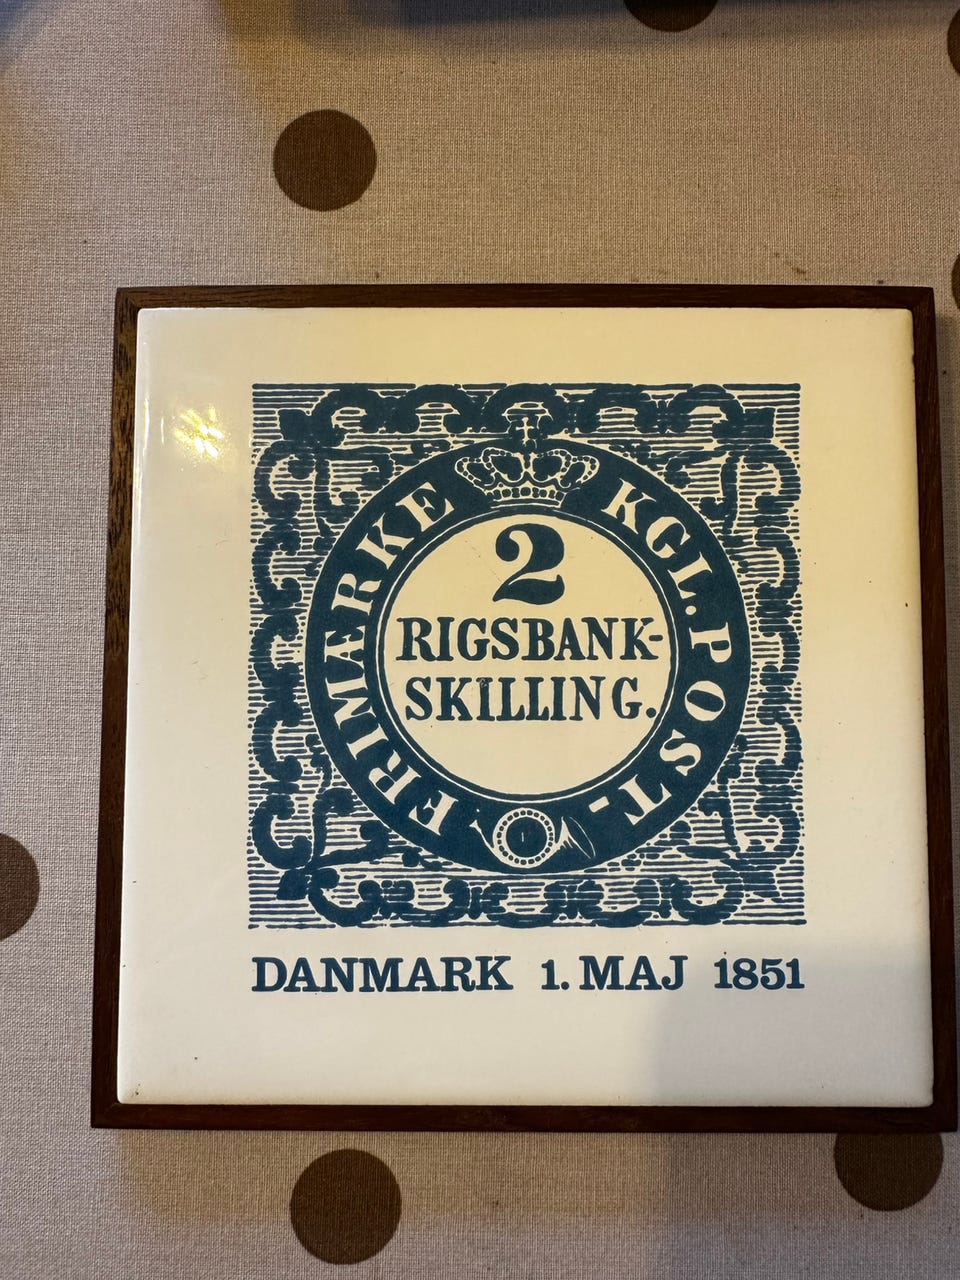 KGL. POST-
FRIMÆRKE
2
RIGSBANK-
SKILLING.
DANMARK 1. MAJ 1851